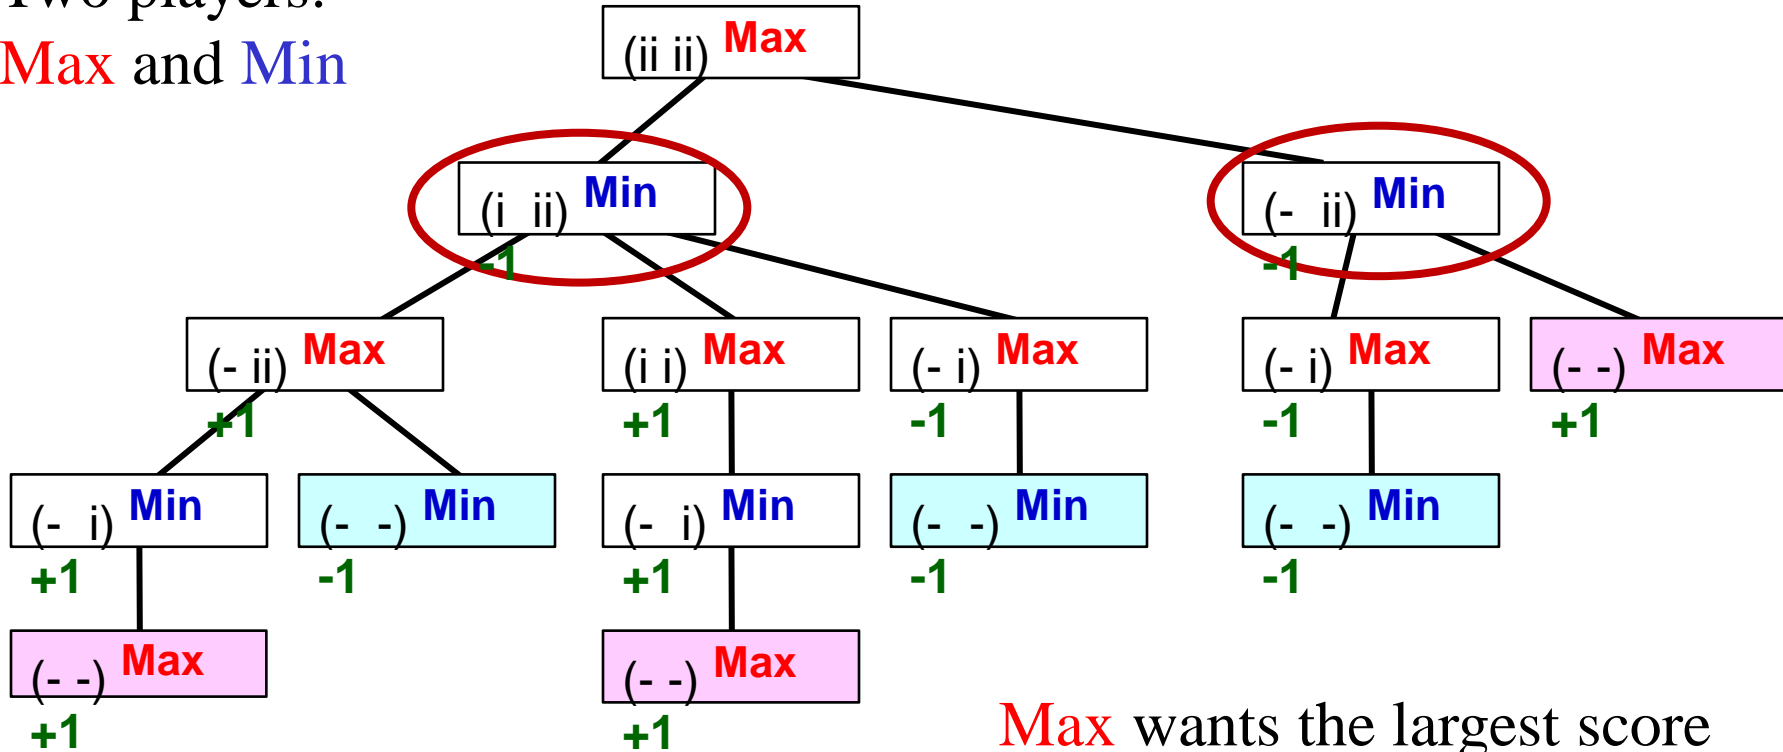 Two players:
Max and Min
(ii ii) Max
(i ii) Min
-1
(- ii) Min
-1
(- ii) Max
+1
(i i) Max
+1
(- i) Max
-1
(- i) Max
-1
(- -) Max
+1
(- i) Min
+1
(- -) Min
-1
(- i) Min
+1
(- -) Min
-1
(- -) Min
-1
(- -) Max
+1
(- -) Max
+1
Max wants the largest score